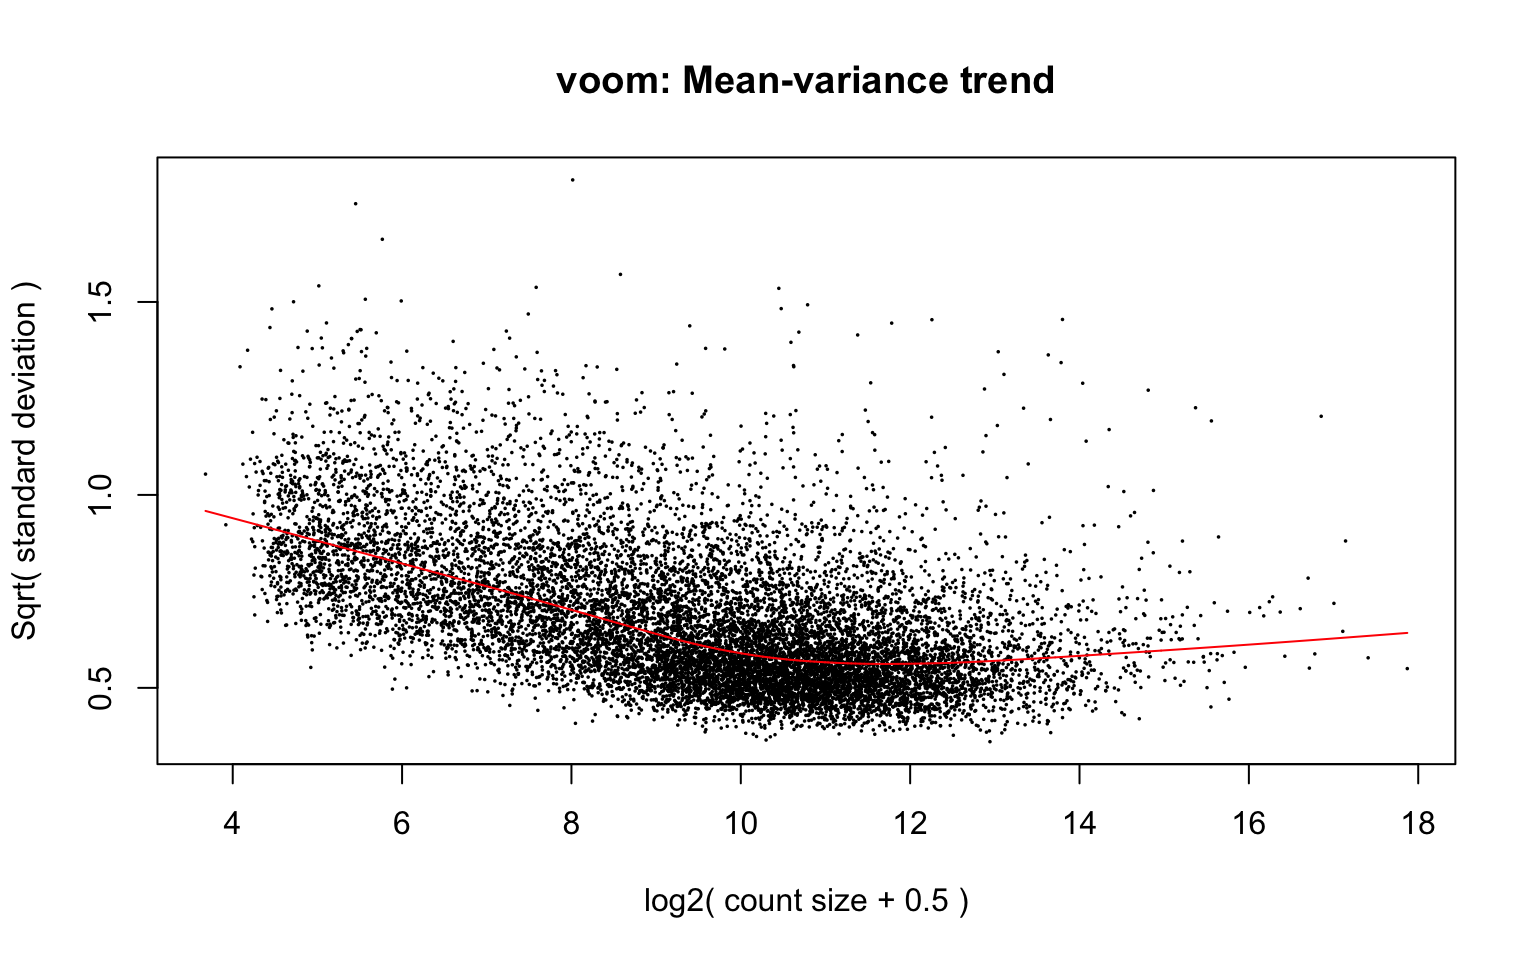 voom: Mean-variance trend
Sqrt( standard deviation )
1.5
1.0
0.5
4 6 8 10 12 14 16 18
log2( count size + 0.5 )